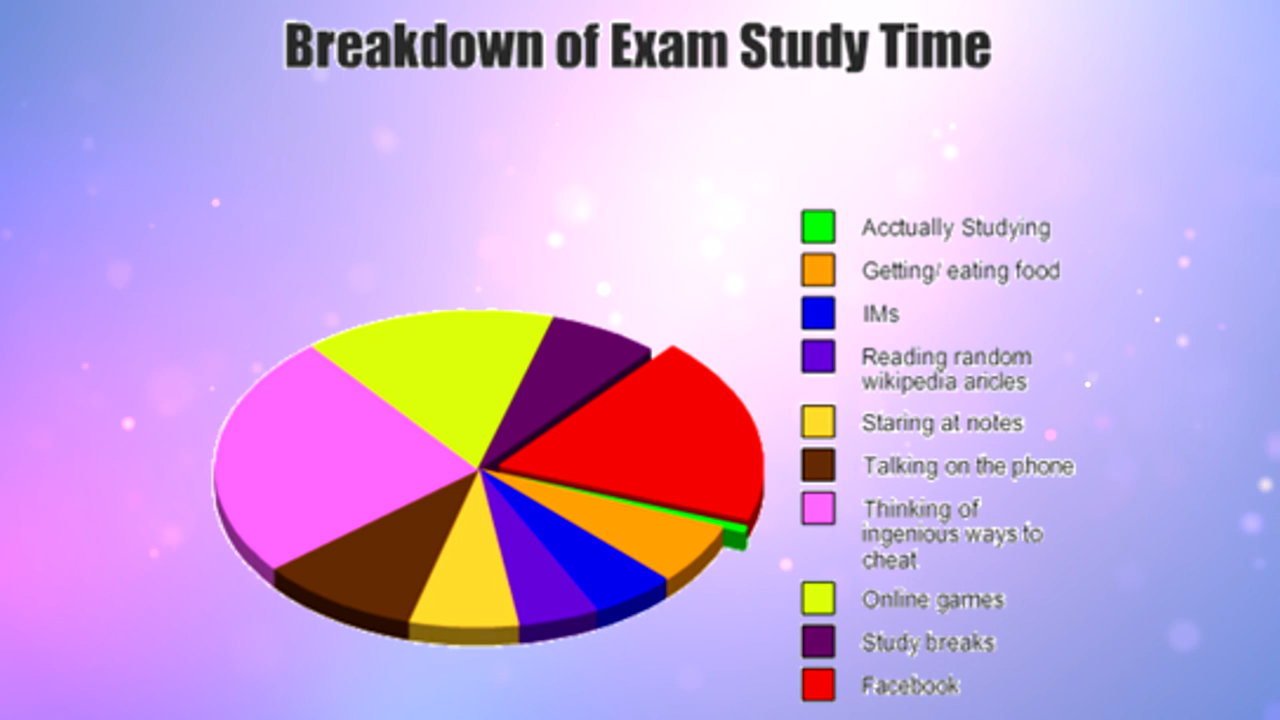 Breakdown of Exam Study Time
Acctually Studying
Getting/ eating food
IMs
Reading random
wikipedia aricles
Staring at notes
Talking on the phone
Thinking of
ingenious ways to
cheat
Online games
Study breaks
Facebook